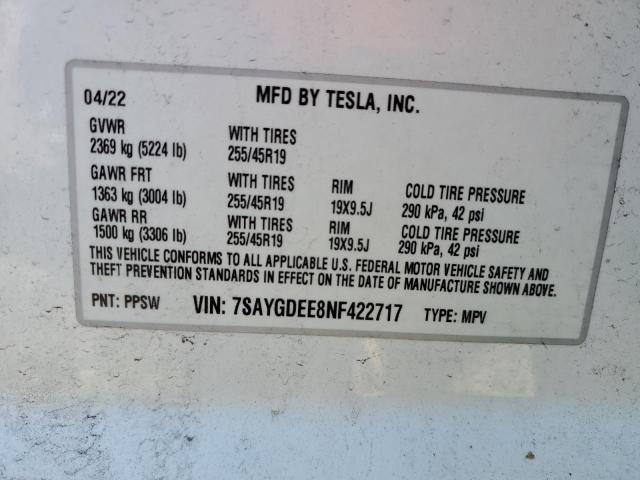 04/22 MFD BY TESLA, INC.
GVWR WITH TIRES
2369 kg (5224 lb) 255/45R19
GAWR FRT WITH TIRES RIM COLD TIRE PRESSURE
1363 kg (3004 lb) 255/45R19 19X9.5J 290 kPa, 42 psi
GAWR RR WITH TIRES RIM COLD TIRE PRESSURE
1500 kg (3306 lb) 255/45R19 19X9.5J 290 kPa, 42 psi
THIS VEHICLE CONFORMS TO ALL APPLICABLE U.S. FEDERAL MOTOR VEHICLE SAFETY AND
THEFT PREVENTION STANDARDS IN EFFECT ON THE DATE OF MANUFACTURE SHOWN ABOVE.
PNT: PPSW VIN: 7SAYGDEE8NF422717 TYPE: MPV